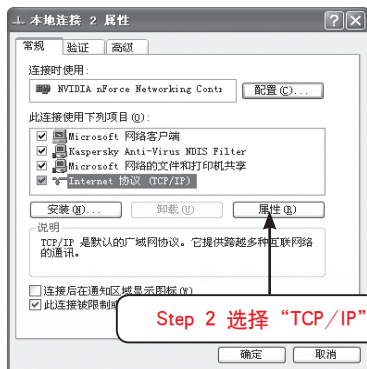 本地连接 2 属性
常规 验证 高级
连接时使用:
NVIDIA nForce Networking Cont
配置(C)...
此连接使用下列项目(O):
Microsoft 网络客户端
Kaspersky Anti-Virus NDIS Filter
Microsoft 网络的文件和打印机共享
Internet 协议 (TCP/IP)
安装(N)... 卸载(U) 属性(R)
说明
TCP/IP 是默认的广域网协议。它提供跨越多种互联网络
的通讯。
连接后在通知区域显示图标(W)
此连接被限制
Step 2 选择“TCP/IP”
确定 取消